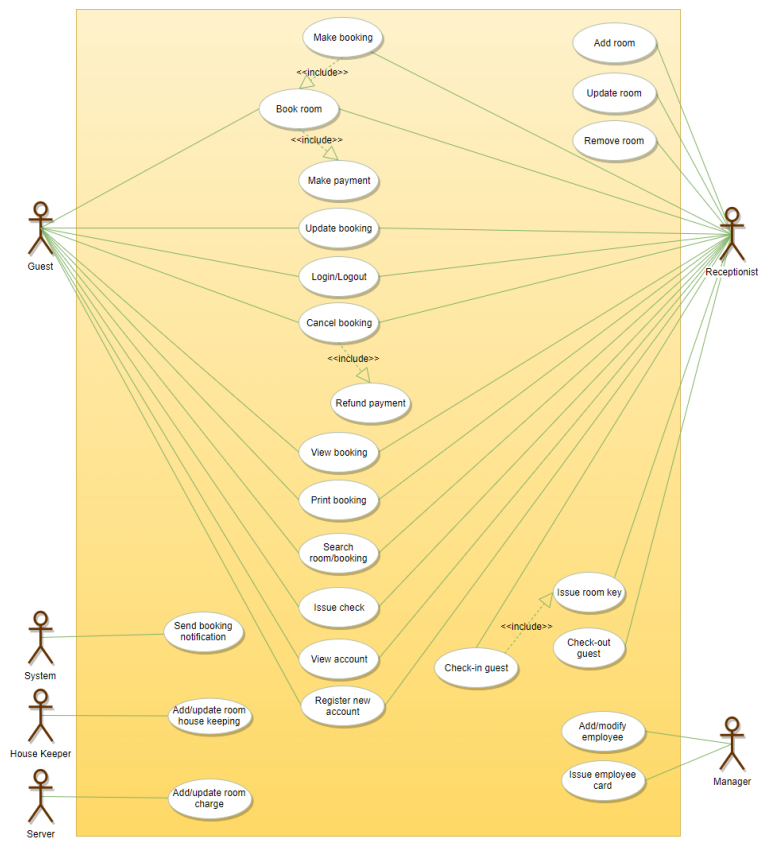 Make booking
Add room
<<include>>
Update room
Book room
<<include>>
Remove room
Make payment
Update booking
Guest
Receptionist
Login/Logout
Cancel booking
<<include>>
Refund payment
View booking
Print booking
Search
room/booking
Issue check
Issue room key
<<include>>
Send booking
notification
Check-out
guest
View account
Check-in guest
System
Register new
account
Add/update room
house keeping
Add/modify
employee
House Keeper
Issue employee
card
Manager
Add/update room
charge
Server